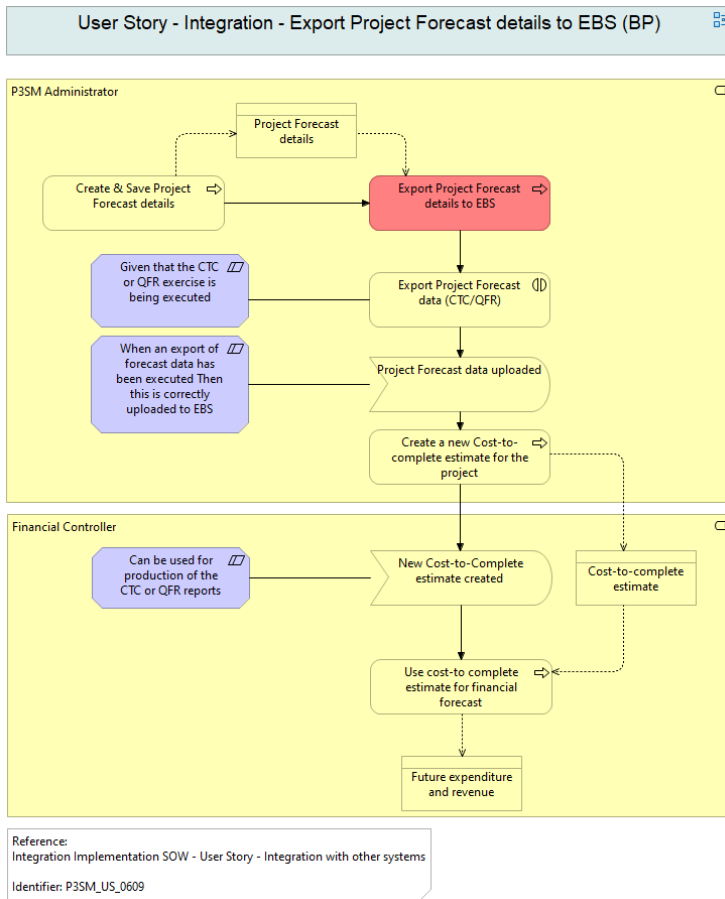 User Story - Integration - Export Project Forecast details to EBS (BP)
P3SM Administrator
Project Forecast
details
Create & Save Project
Forecast details
Export Project Forecast
details to EBS
Given that the CTC
or QFR exercise is
being executed
Export Project Forecast
data (CTC/QFR)
When an export of
forecast data has
been executed Then
this is correctly
uploaded to EBS
Project Forecast data uploaded
Create a new Cost-to-
complete estimate for the
project
Financial Controller
Can be used for
production of the
CTC or QFR reports
New Cost-to-Complete
estimate created
Cost-to-complete
estimate
Use cost-to complete
estimate for financial
forecast
Future expenditure
and revenue
Reference:
Integration Implementation SOW - User Story - Integration with other systems
Identifier: P3SM_US_0609